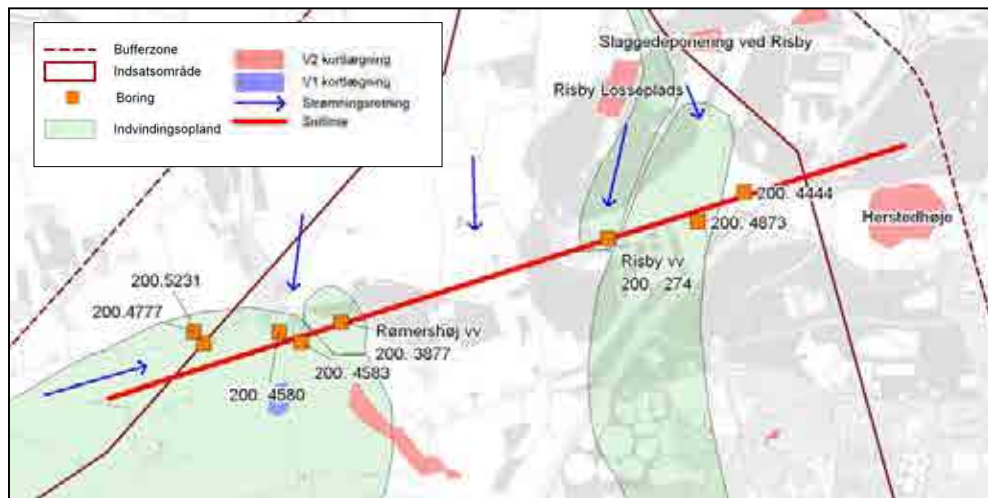 Bufferzone
Indsatsområde
Boring
Indvindingsopland
V2 kortlægning
V1 kortlægning
Strømningsretning
Snitlinie
Slaggedeponering ved Risby
Risby Losseplads
200. 4444
Herstedhøje
200. 4873
Risby vv
200. 274
200.5231
200.4777
Rømershøj vv
200. 3877
200. 4583
200. 4580